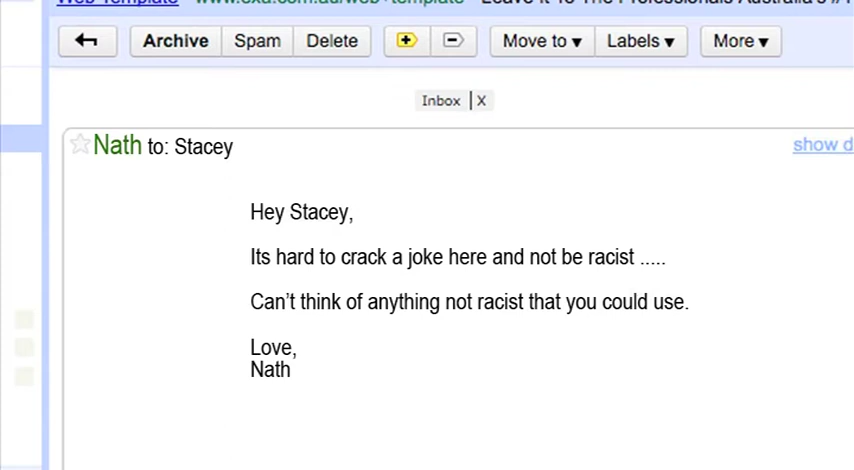 Archive Spam Delete Move to Labels More
Inbox X
Nath to: Stacey
show d
Hey Stacey,
Its hard to crack a joke here and not be racist .....
Can't think of anything not racist that you could use.
Love,
Nath